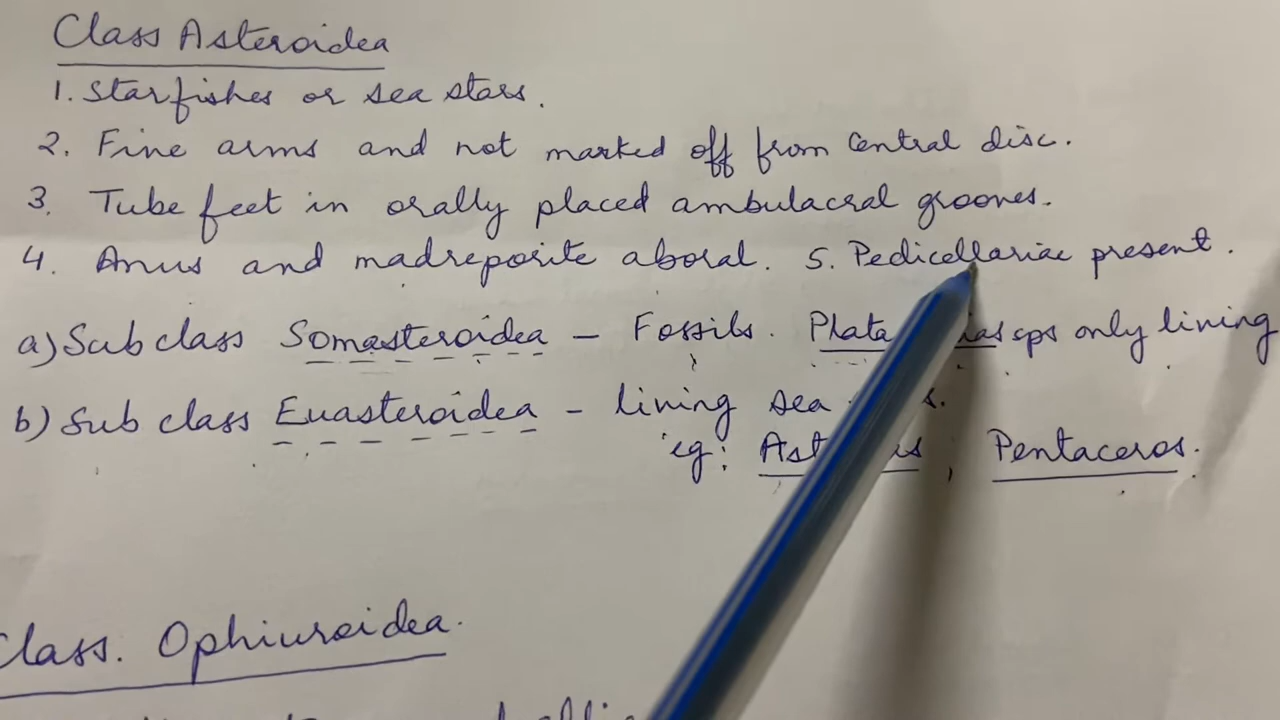 Class Asteroidea
1. Starfishes or sea stars.
2. Fine arms and not marked off from central disc.
3. Tube feet in orally placed ambulacral grooves.
4. Anus and madreporite aboral. 5. Pedicellariae present.
a) Sub class Somasteroidea – Fossils. sps only living
b) Sub class Euasteroidea – living sea
eg: , Pentaceros.
Class. Ophiuroidea.